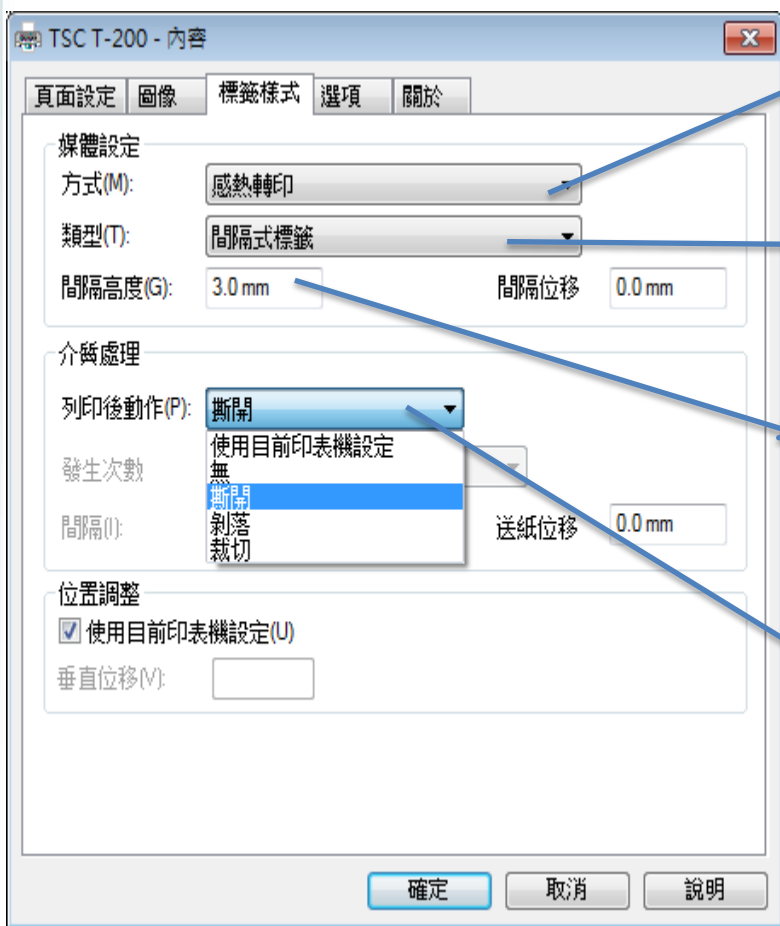 TSC T-200 - 內容
頁面設定 圖像 標籤樣式 選項 關於
媒體設定
方式(M): 感熱轉印
類型(T): 間隔式標籤
間隔高度(G): 3.0 mm 間隔位移 0.0 mm
介質處理
列印後動作(P): 撕開
使用目前印表機設定
發生次數 無
撕開
間隔(I): 剝落 送紙位移 0.0 mm
裁切
位置調整
使用目前印表機設定(U)
垂直位移(V):
確定 取消 說明